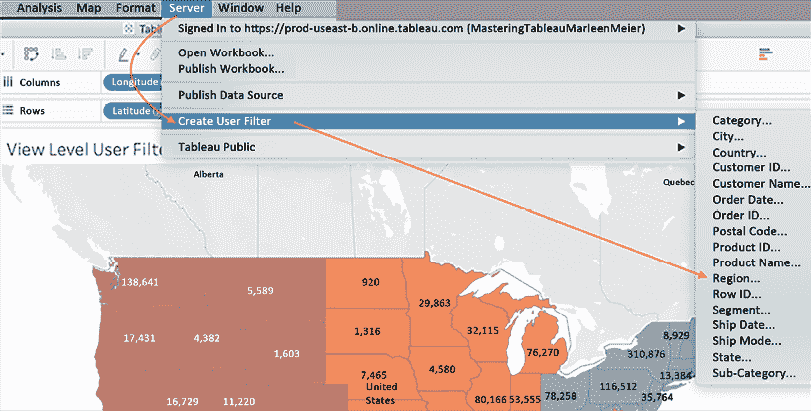 Analysis Map Format Server Window Help
Signed In to https://prod-useast-b.online.tableau.com (MasteringTableauMarleenMeier)
Tab
Open Workbook...
Publish Workbook...
Columns Longitude
Publish Data Source
Rows Latitude
Create User Filter
Tableau Public
View Level User Filte
Category...
City...
Country...
Customer ID...
Customer Name...
Order Date...
Order ID...
Postal Code...
Product ID...
Product Name...
Region...
Row ID...
Segment...
Ship Date...
Ship Mode...
State...
Sub-Category...
Alberta
Quebec
138,641
5,589
920
29,863
17,431
4,382
1,316
32,115
1,603
76,270
8,929
310,876
7,465
4,580
13,384
United
States
116,512
16,729
11,220
80,166
53,555
78,258
35,764